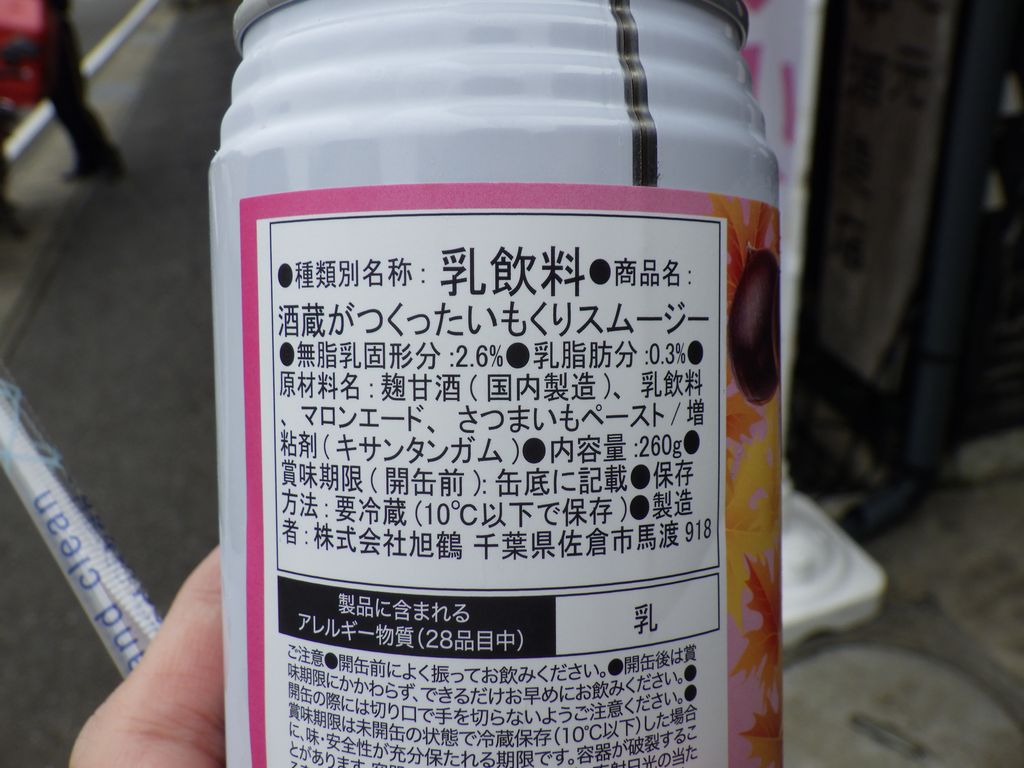 ●種類別名称：乳飲料●商品名：
酒蔵がつくったいもくりスムージー
●無脂乳固形分:2.6%●乳脂肪分:0.3%●
原材料名：麹甘酒(国内製造)、乳飲料
、マロンエード、さつまいもペースト/増
粘剤(キサンタンガム)●内容量:260g●
賞味期限(開缶前)：缶底に記載●保存
方法：要冷蔵(10℃以下で保存)●製造
者：株式会社旭鶴 千葉県佐倉市馬渡918
製品に含まれる
アレルギー物質(28品目中)
乳
ご注意●開缶前によく振ってお飲みください。●開缶後は賞
味期限にかかわらず、できるだけお早めにお飲みください。●
開缶の際には切り口で手を切らないようご注意ください。●
賞味期限は未開缶の状態で冷蔵保存(10℃以下)した場合
に、味・安全性が充分保たれる期限です。容器が破裂するこ
とがあります。
and clean